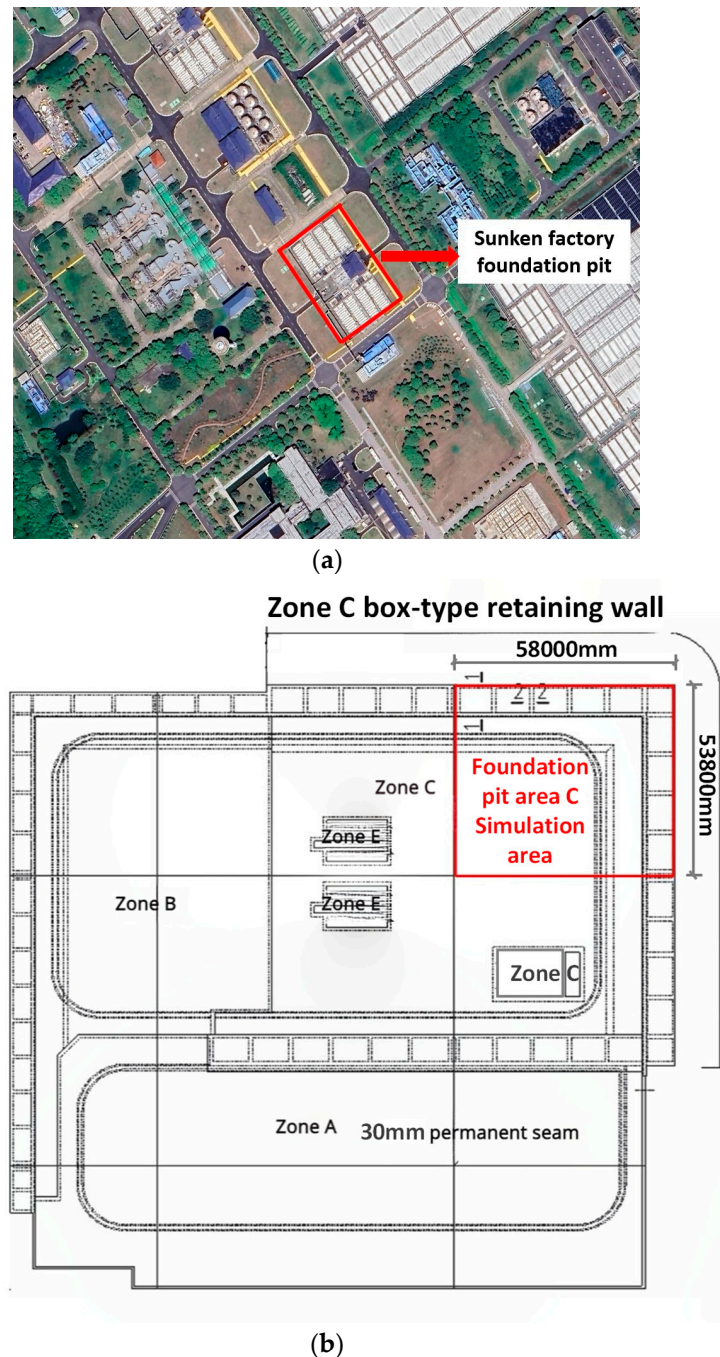 Sunken factory
foundation pit
(a)
Zone C box-type retaining wall
58000mm
1
2 2
1
53800mm
Foundation
pit area C
Simulation
area
Zone C
Zone E
Zone B
Zone E
Zone C
Zone A
30mm permanent seam
(b)